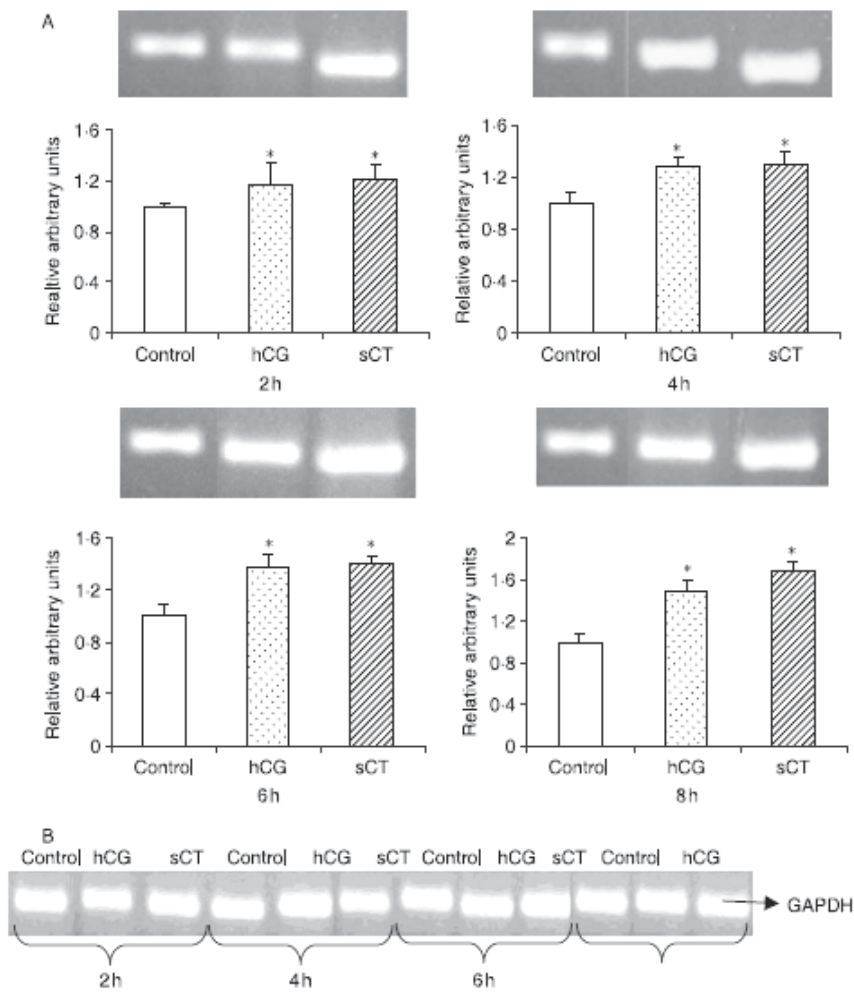 A
Realtive arbitrary units
1·6
1·2
0·8
0·4
0
*
*
Control hCG sCT
2h
Relative arbitrary units
1·6
1·2
0·8
0·4
0
*
*
Control hCG sCT
4h
Relative arbitrary units
1·6
1·2
0·8
0·4
0
*
*
Control hCG sCT
6h
Relative arbitrary units
2
1·6
1·2
0·8
0·4
0
*
*
Control hCG sCT
8h
B
Control hCG sCT Control hCG sCT Control hCG sCT Control hCG
GAPDH
2h 4h 6h